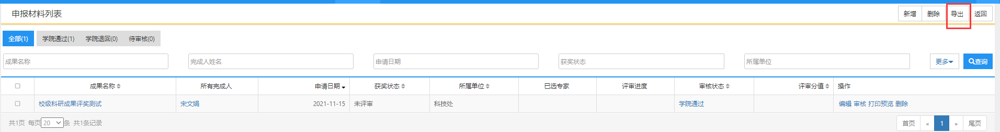 申报材料列表 新增 删除 导出 返回
全部(1) 学院通过(1) 学院退回(0) 待审核(0)
成果名称 完成人姓名 申请日期 获奖状态 所属单位 更多 查询
成果名称 所有完成人 申请日期 获奖状态 所属单位 已选专家 评审进度 审核状态 评审分值 操作
校级科研成果评奖测试 宋文娟 2021-11-15 未评审 科技处 学院通过 编辑 审核 打印预览 删除
共1页 每页 20 条 共1条记录 首页 « 1 » 尾页